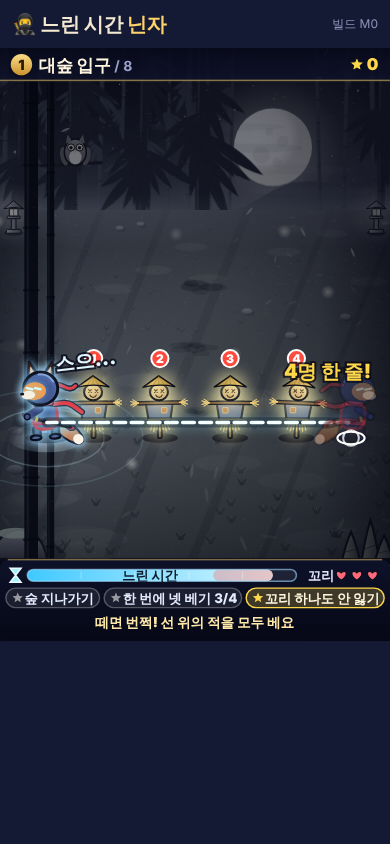 느린 시간 닌자
빌드 M0
1 대숲 입구 / 8
★ 0
스으…
1 2 3 4
4명 한 줄!
느린 시간
꼬리 ♥ ♥ ♥
★숲 지나가기
★한 번에 넷 베기 3/4
★꼬리 하나도 안 잃기
떼면 번쩍! 선 위의 적을 모두 베요